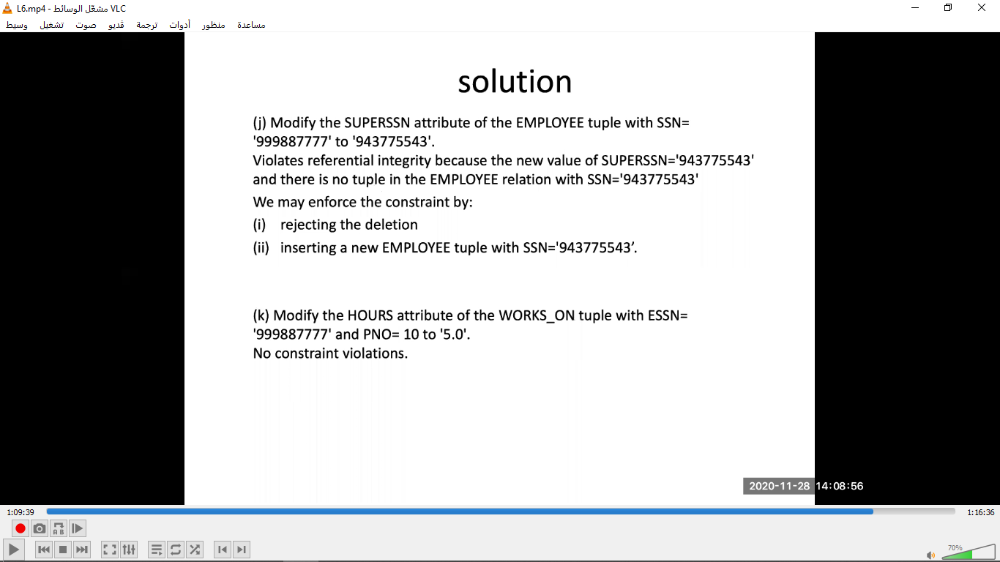 L6.mp4 - مشغّل الوسائط VLC
وسيط تشغيل صوت ڤديو ترجمة أدوات منظور مساعدة
solution
(j) Modify the SUPERSSN attribute of the EMPLOYEE tuple with SSN=
'999887777' to '943775543'.
Violates referential integrity because the new value of SUPERSSN='943775543'
and there is no tuple in the EMPLOYEE relation with SSN='943775543'
We may enforce the constraint by:
(i) rejecting the deletion
(ii) inserting a new EMPLOYEE tuple with SSN='943775543’.
(k) Modify the HOURS attribute of the WORKS_ON tuple with ESSN=
'999887777' and PNO= 10 to '5.0'.
No constraint violations.
2020-11-28 14:08:56
1:09:39 1:16:36
A B
70%